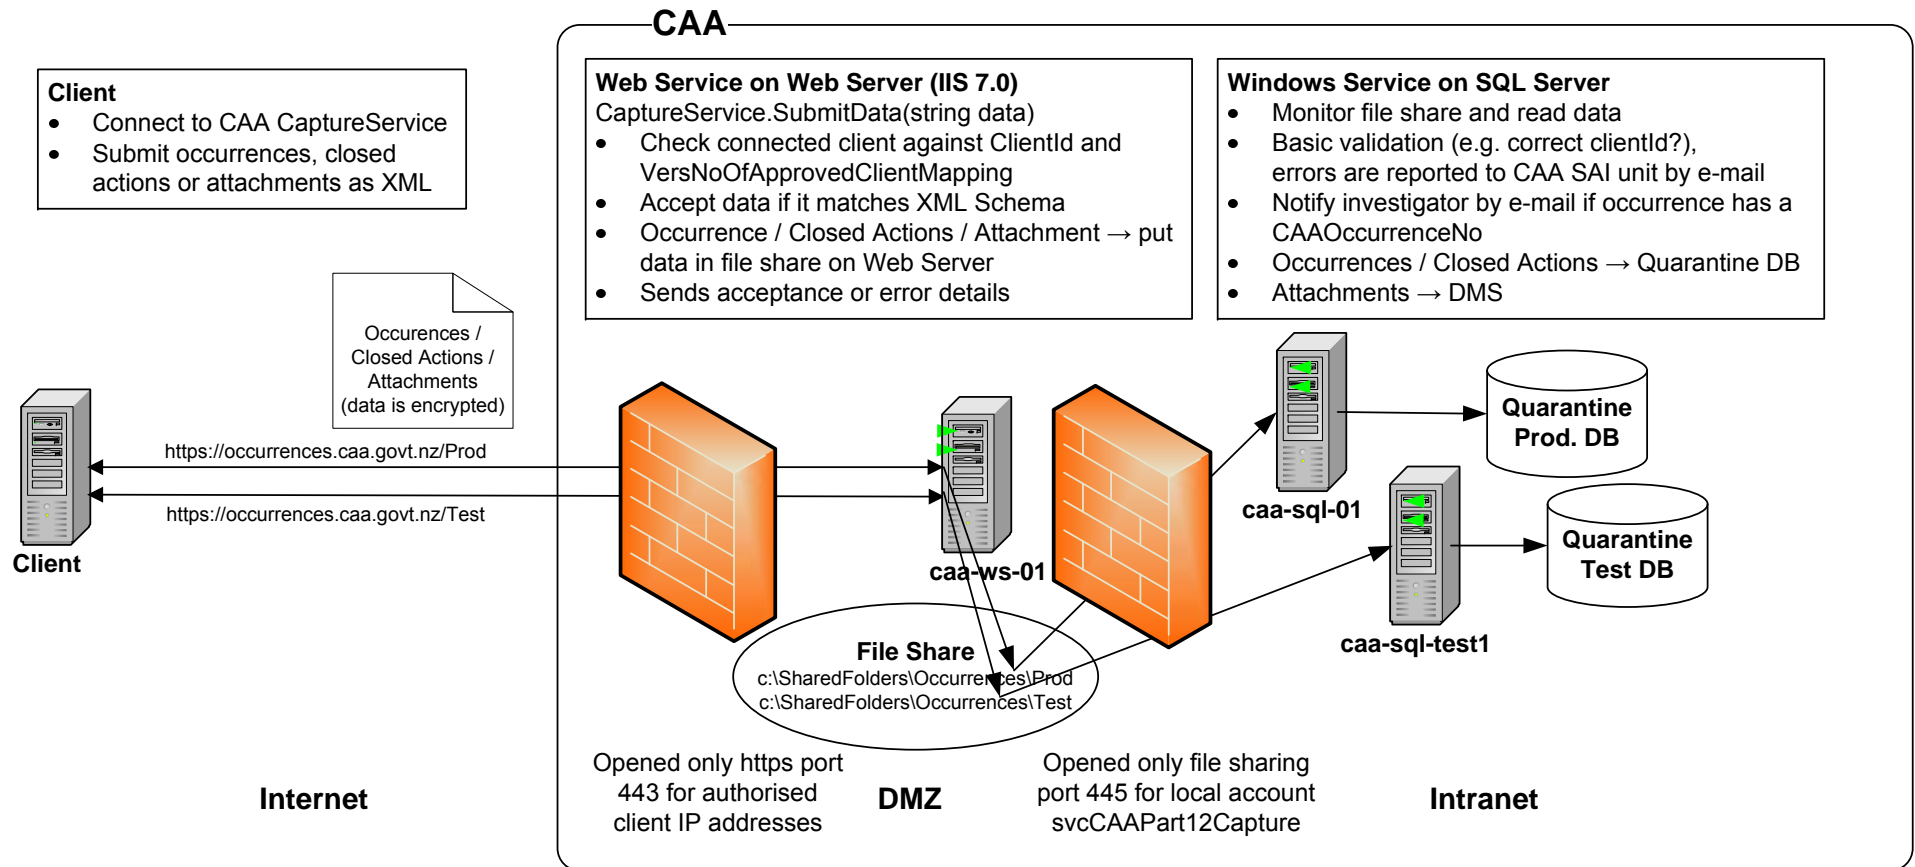 CAA
Client
• Connect to CAA CaptureService
• Submit occurrences, closed
actions or attachments as XML
Web Service on Web Server (IIS 7.0)
CaptureService.SubmitData(string data)
• Check connected client against ClientId and
VersNoOfApprovedClientMapping
• Accept data if it matches XML Schema
• Occurrence / Closed Actions / Attachment → put
data in file share on Web Server
• Sends acceptance or error details
Windows Service on SQL Server
• Monitor file share and read data
• Basic validation (e.g. correct clientId?),
errors are reported to CAA SAI unit by e-mail
• Notify investigator by e-mail if occurrence has a
CAAOccurrenceNo
• Occurrences / Closed Actions → Quarantine DB
• Attachments → DMS
Occurences /
Closed Actions /
Attachments
(data is encrypted)
https://occurrences.caa.govt.nz/Prod
https://occurrences.caa.govt.nz/Test
Client
caa-ws-01
caa-sql-01
Quarantine
Prod. DB
caa-sql-test1
Quarantine
Test DB
File Share
c:\SharedFolders\Occurrences\Prod
c:\SharedFolders\Occurrences\Test
Opened only https port
443 for authorised
client IP addresses
Opened only file sharing
port 445 for local account
svcCAAPart12Capture
Internet
DMZ
Intranet